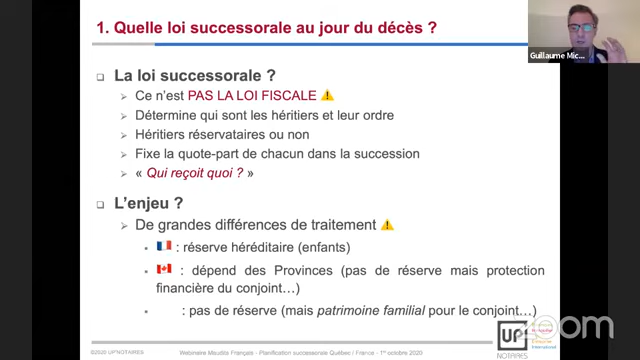 1. Quelle loi successorale au jour du décès ?
Guillaume Mic...
La loi successorale ?
Ce n'est PAS LA LOI FISCALE
Détermine qui sont les héritiers et leur ordre
Héritiers réservataires ou non
Fixe la quote-part de chacun dans la succession
« Qui reçoit quoi ? »
L'enjeu ?
De grandes différences de traitement
: réserve héréditaire (enfants)
: dépend des Provinces (pas de réserve mais protection
financière du conjoint…)
: pas de réserve (mais patrimoine familial pour le conjoint…)
©2020 UP'NOTAIRES
Webinaire Maudits Français - Planification successorale Québec / France - 1er octobre 2020
UP
NOTAIRES
zoom